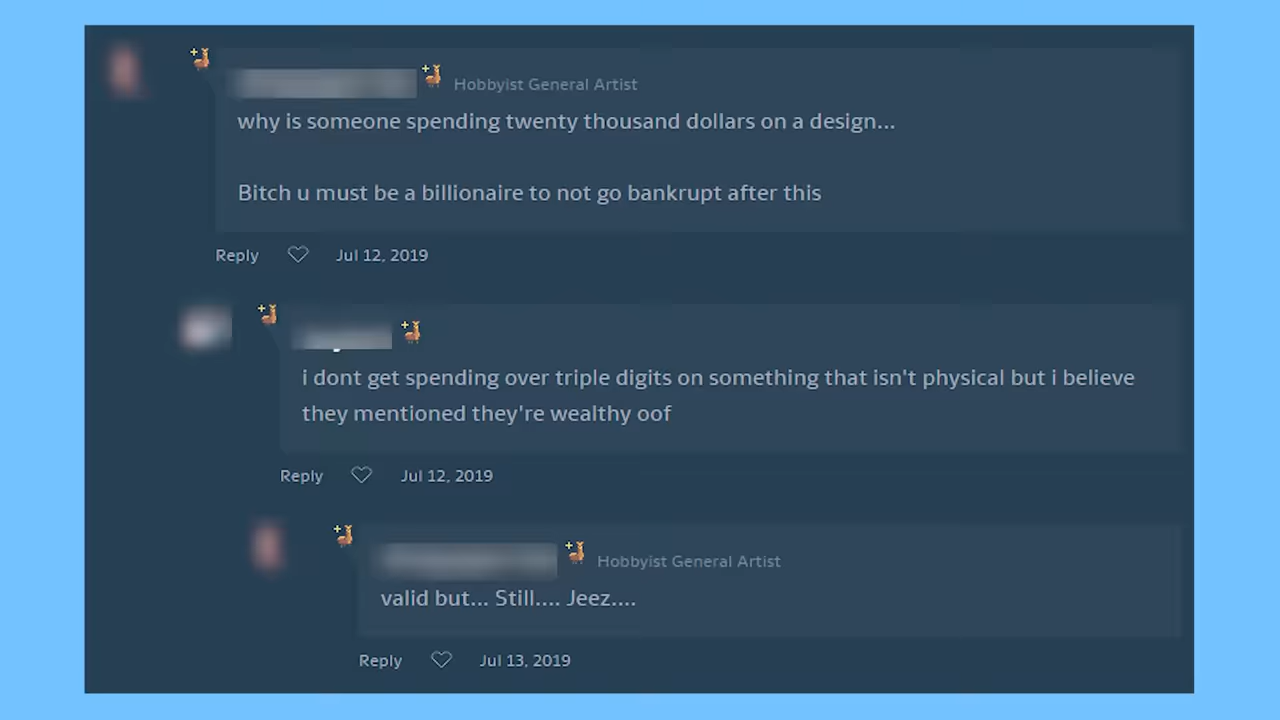 Hobbyist General Artist
why is someone spending twenty thousand dollars on a design...
Bitch u must be a billionaire to not go bankrupt after this
Reply Jul 12, 2019
i dont get spending over triple digits on something that isn't physical but i believe
they mentioned they're wealthy oof
Reply Jul 12, 2019
Hobbyist General Artist
valid but... Still.... Jeez....
Reply Jul 13, 2019